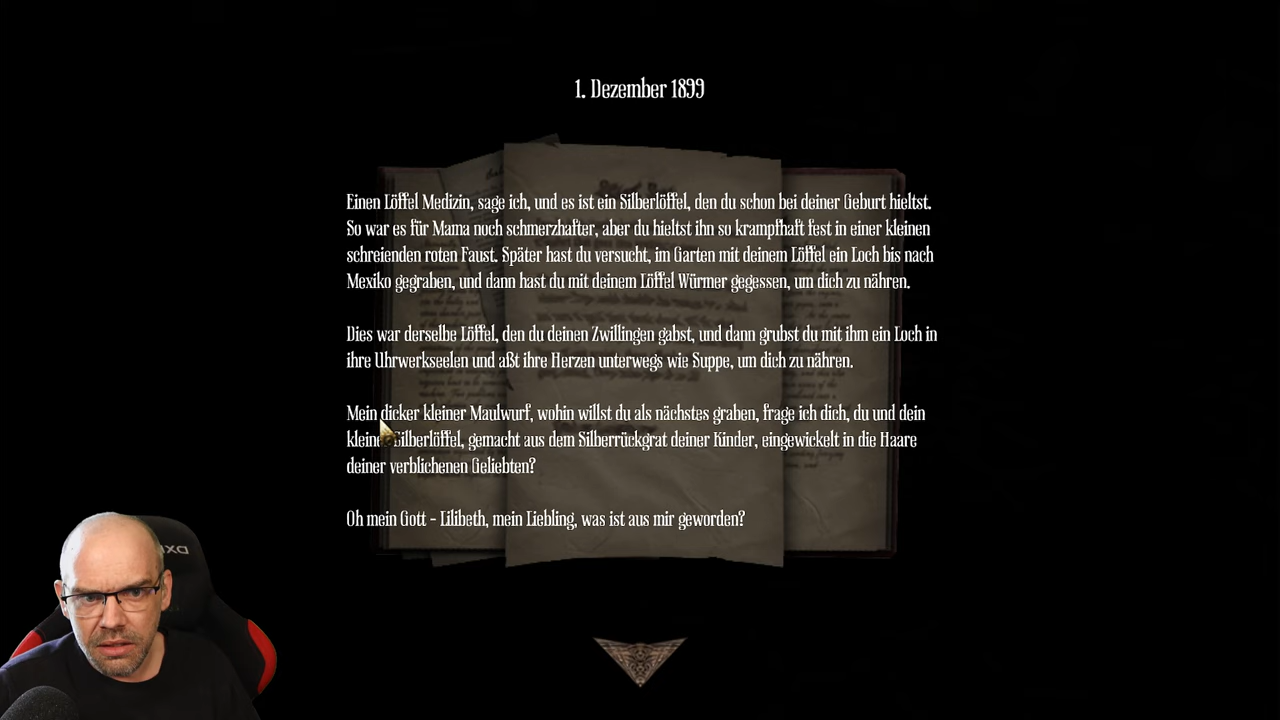 1. Dezember 1899
Einen Löffel Medizin, sage ich, und es ist ein Silberlöffel, den du schon bei deiner Geburt hieltst.
So war es für Mama noch schmerzhafter, aber du hieltst ihn so krampfhaft fest in einer kleinen
schreienden roten Faust. Später hast du versucht, im Garten mit deinem Löffel ein Loch bis nach
Mexiko gegraben, und dann hast du mit deinem Löffel Würmer gegessen, um dich zu nähren.
Dies war derselbe Löffel, den du deinen Zwillingen gabst, und dann grubst du mit ihm ein Loch in
ihre Uhrwerkseelen und aßt ihre Herzen unterwegs wie Suppe, um dich zu nähren.
Mein dicker kleiner Maulwurf, wohin willst du als nächstes graben, frage ich dich, du und dein
kleiner Silberlöffel, gemacht aus dem Silberrückgrat deiner Kinder, eingewickelt in die Haare
deiner verblichenen Geliebten?
Oh mein Gott - Lilibeth, mein Liebling, was ist aus mir geworden?